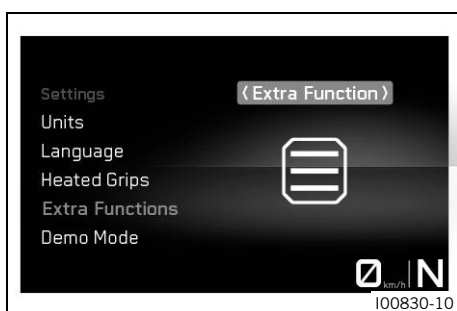 Settings
⟨Extra Function⟩
Units
Language
Heated Grips
Extra Functions
Demo Mode
0 km/h N
I00830-10